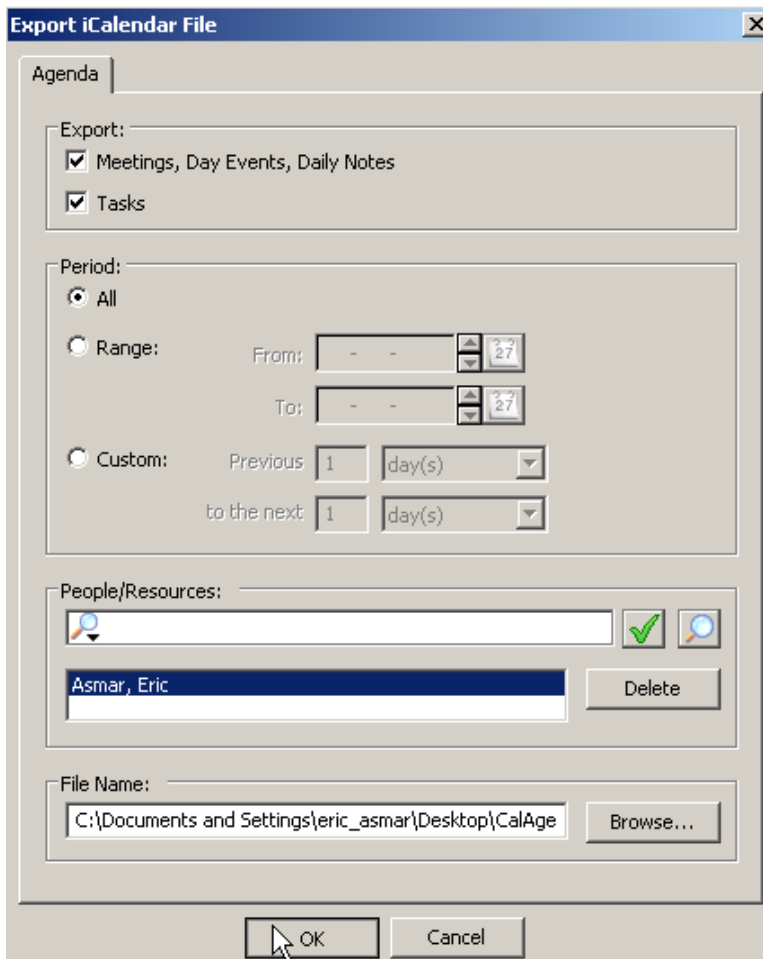 Export iCalendar File
Agenda
Export:
Meetings, Day Events, Daily Notes
Tasks
Period:
All
Range: From: - - 27
To: - - 27
Custom: Previous 1 day(s)
to the next 1 day(s)
People/Resources:
Asmar, Eric
Delete
File Name:
C:\Documents and Settings\eric_asmar\Desktop\CalAge
Browse...
OK Cancel